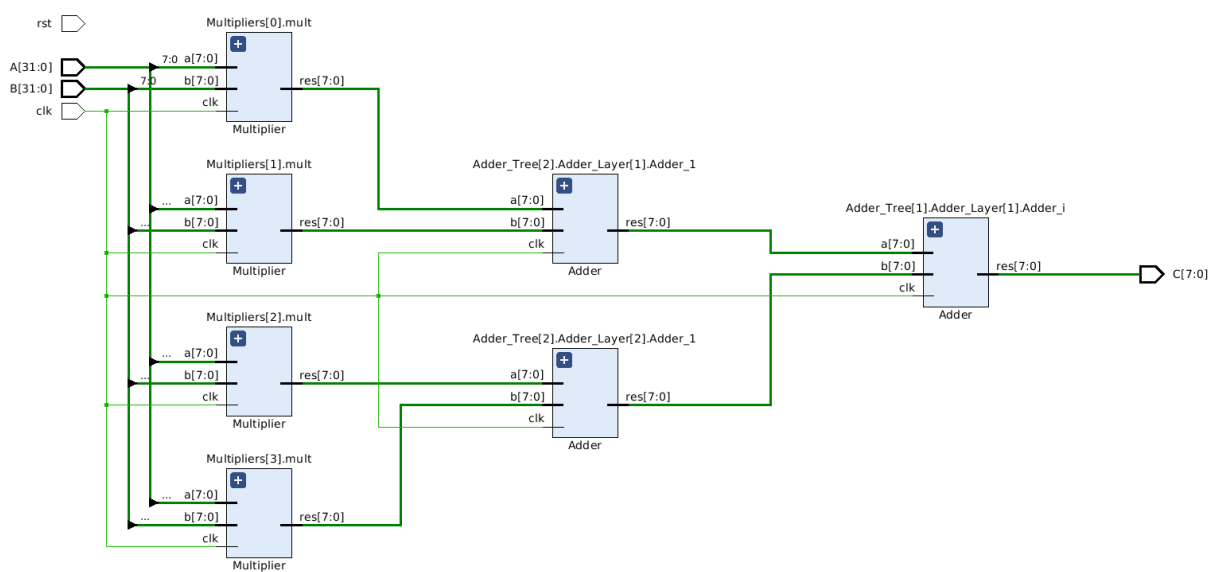 rst
A[31:0]
B[31:0]
clk
Multipliers[0].mult
7:0 a[7:0]
7:0 b[7:0]
clk
res[7:0]
Multiplier
Multipliers[1].mult
... a[7:0]
... b[7:0]
clk
res[7:0]
Multiplier
Multipliers[2].mult
... a[7:0]
... b[7:0]
clk
res[7:0]
Multiplier
Multipliers[3].mult
... a[7:0]
... b[7:0]
clk
res[7:0]
Multiplier
Adder_Tree[2].Adder_Layer[1].Adder_1
a[7:0]
b[7:0]
clk
res[7:0]
Adder
Adder_Tree[2].Adder_Layer[2].Adder_1
a[7:0]
b[7:0]
clk
res[7:0]
Adder
Adder_Tree[1].Adder_Layer[1].Adder_i
a[7:0]
b[7:0]
clk
res[7:0]
Adder
C[7:0]